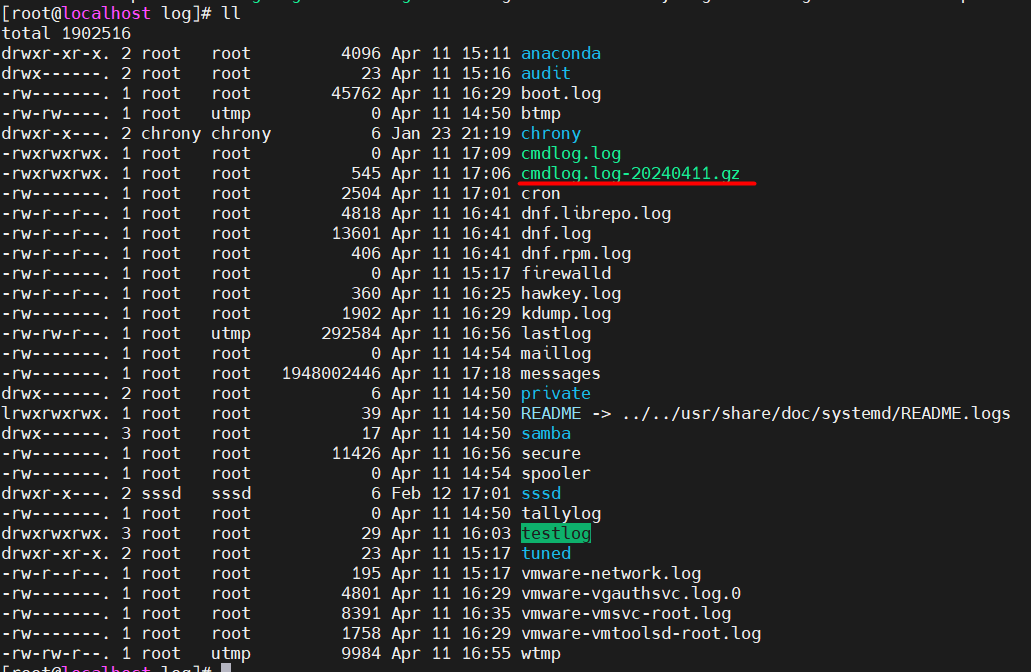 [root@localhost log]# ll
total 1902516
drwxr-xr-x. 2 root   root         4096 Apr 11 15:11 anaconda
drwx------. 2 root   root           23 Apr 11 15:16 audit
-rw-------. 1 root   root        45762 Apr 11 16:29 boot.log
-rw-rw----. 1 root   utmp            0 Apr 11 14:50 btmp
drwxr-x---. 2 chrony chrony          6 Jan 23 21:19 chrony
-rwxrwxrwx. 1 root   root            0 Apr 11 17:09 cmdlog.log
-rwxrwxrwx. 1 root   root          545 Apr 11 17:06 cmdlog.log-20240411.gz
-rw-------. 1 root   root         2504 Apr 11 17:01 cron
-rw-r--r--. 1 root   root         4818 Apr 11 16:41 dnf.librepo.log
-rw-r--r--. 1 root   root        13601 Apr 11 16:41 dnf.log
-rw-r--r--. 1 root   root          406 Apr 11 16:41 dnf.rpm.log
-rw-r-----. 1 root   root            0 Apr 11 15:17 firewalld
-rw-r--r--. 1 root   root          360 Apr 11 16:25 hawkey.log
-rw-------. 1 root   root         1902 Apr 11 16:29 kdump.log
-rw-rw-r--. 1 root   utmp       292584 Apr 11 16:56 lastlog
-rw-------. 1 root   root            0 Apr 11 14:54 maillog
-rw-------. 1 root   root   1948002446 Apr 11 17:18 messages
drwx------. 2 root   root            6 Apr 11 14:50 private
lrwxrwxrwx. 1 root   root           39 Apr 11 14:50 README -> ../../usr/share/doc/systemd/README.logs
drwx------. 3 root   root           17 Apr 11 14:50 samba
-rw-------. 1 root   root        11426 Apr 11 16:56 secure
-rw-------. 1 root   root            0 Apr 11 14:54 spooler
drwxr-x---. 2 sssd   sssd            6 Feb 12 17:01 sssd
-rw-------. 1 root   root            0 Apr 11 14:50 tallylog
drwxrwxrwx. 3 root   root           29 Apr 11 16:03 testlog
drwxr-xr-x. 2 root   root           23 Apr 11 15:17 tuned
-rw-r--r--. 1 root   root          195 Apr 11 15:17 vmware-network.log
-rw-------. 1 root   root         4801 Apr 11 16:29 vmware-vgauthsvc.log.0
-rw-------. 1 root   root         8391 Apr 11 16:35 vmware-vmsvc-root.log
-rw-------. 1 root   root         1758 Apr 11 16:29 vmware-vmtoolsd-root.log
-rw-rw-r--. 1 root   utmp         9984 Apr 11 16:55 wtmp
[root@localhost log]#